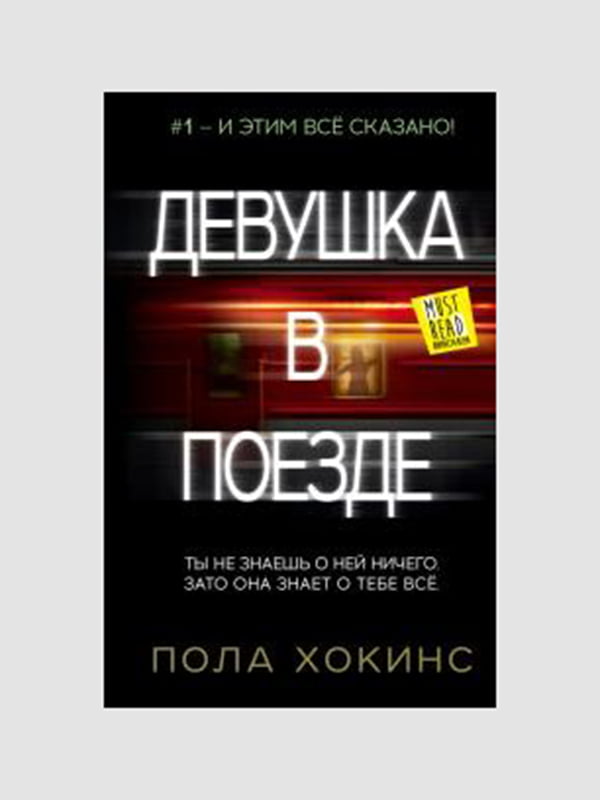 #1 – И ЭТИМ ВСЁ СКАЗАНО!
ДЕВУШКА
В
MUST
READ
ПОЕЗДЕ
ТЫ НЕ ЗНАЕШЬ О НЕЙ НИЧЕГО.
ЗАТО ОНА ЗНАЕТ О ТЕБЕ ВСЁ.
ПОЛА ХОКИНС